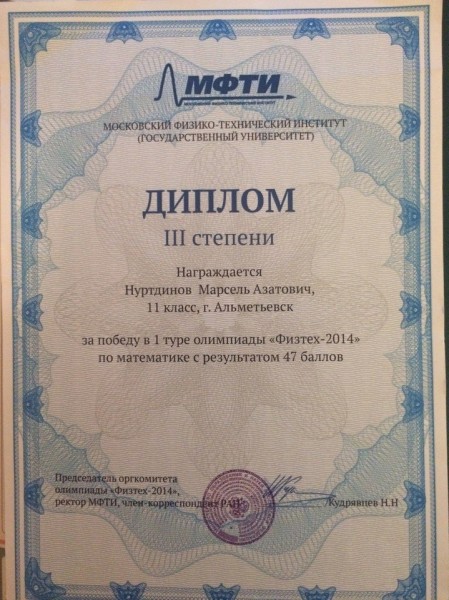 МФТИ
МОСКОВСКИЙ ФИЗИКО-ТЕХНИЧЕСКИЙ ИНСТИТУТ
(ГОСУДАРСТВЕННЫЙ УНИВЕРСИТЕТ)
ДИПЛОМ
III степени
Награждается
Нуртдинов Марсель Азатович,
11 класс, г. Альметьевск
за победу в 1 туре олимпиады «Физтех-2014»
по математике с результатом 47 баллов
Председатель оргкомитета
олимпиады «Физтех-2014»,
ректор МФТИ, член-корреспондент РАН
Кудрявцев Н.Н